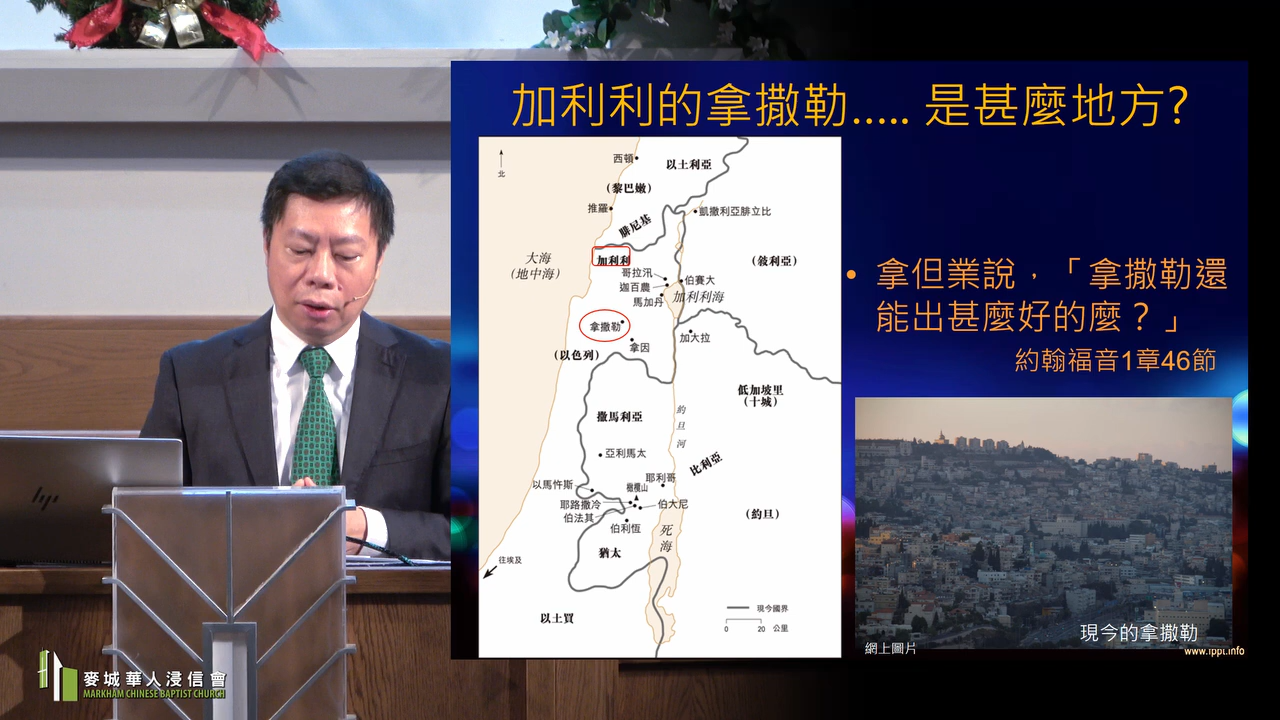 加利利的拿撒勒..... 是甚麼地方?
北
西頓
以土利亞
(黎巴嫩)
推羅
腓尼基
凱撒利亞腓立比
大海
(地中海)
加利利
(敘利亞)
哥拉汛
伯賽大
迦百農
馬加丹
加利利海
拿撒勒
加大拉
拿因
(以色列)
低加坡里
(十城)
撒馬利亞
約旦河
亞利馬太
比利亞
以馬忤斯
橄欖山
耶利哥
耶路撒冷
伯大尼
伯法其
伯利恆
(約旦)
死海
猶太
往埃及
以土買
現今國界
0 20 公里
• 拿但業說,「拿撒勒還
能出甚麼好的麼?」
約翰福音1章46節
現今的拿撒勒
網上圖片
www.1ppt.info
hp
麥城華人浸信會
MARKHAM CHINESE BAPTIST CHURCH